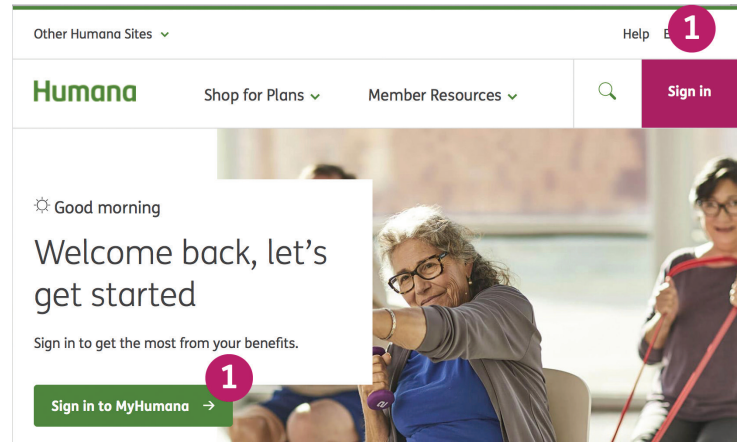 Other Humana Sites
Help
1
Humana
Shop for Plans
Member Resources
Sign in
Good morning
Welcome back, let's
get started
Sign in to get the most from your benefits.
1
Sign in to MyHumana →